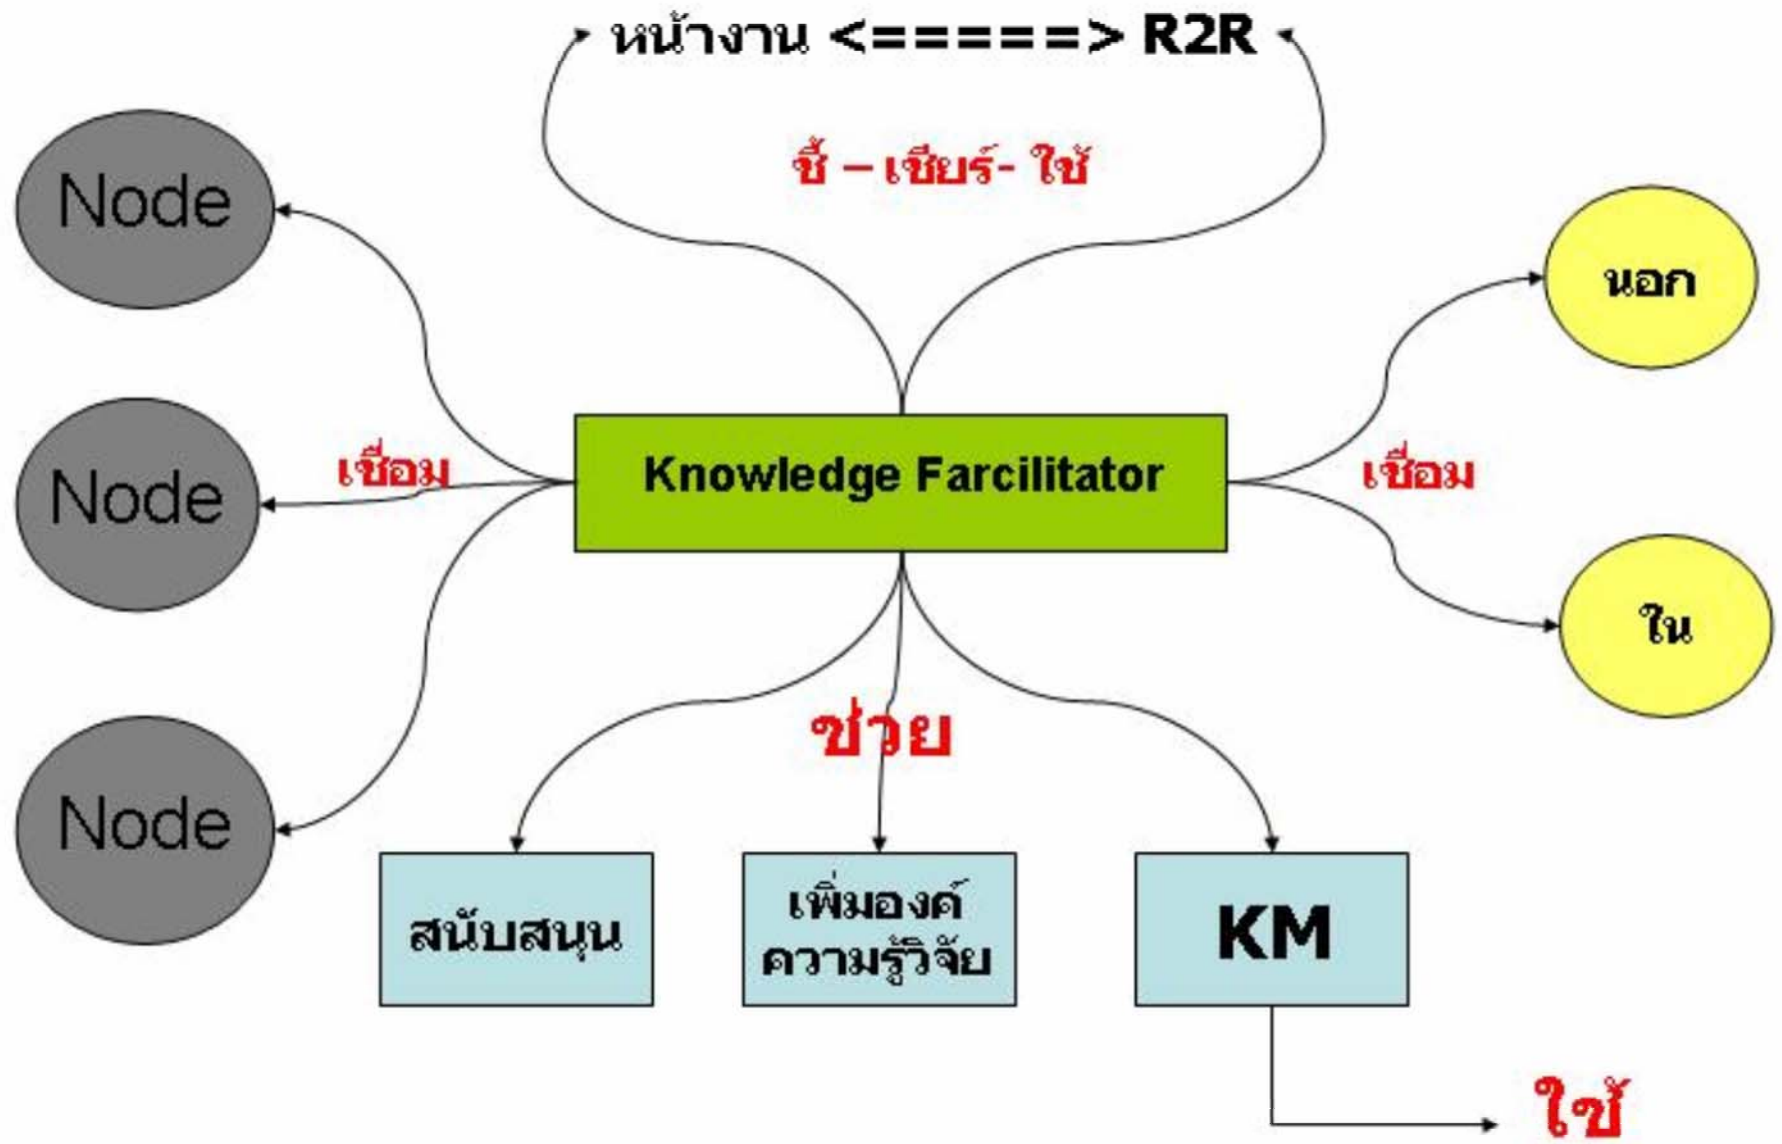 หน้างาน <=====> R2R
ชี้ – เชียร์- ใช้
Node
นอก
Node
เชื่อม
Knowledge Farcilitator
เชื่อม
ใน
ช่วย
Node
สนับสนุน
เพิ่มองค์
ความรู้วิจัย
KM
ใช้